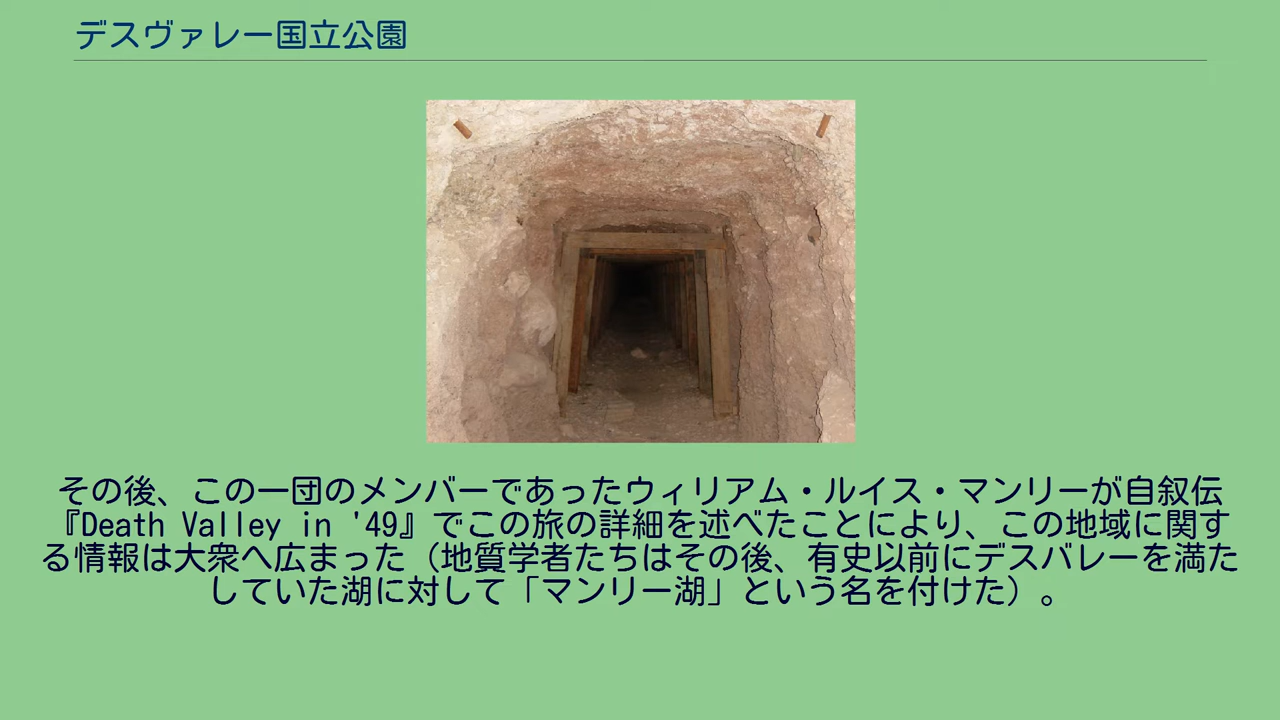 デスヴァレー国立公園
その後、この一団のメンバーであったウィリアム・ルイス・マンリーが自叙伝
『Death Valley in '49』でこの旅の詳細を述べたことにより、この地域に関す
る情報は大衆へ広まった（地質学者たちはその後、有史以前にデスバレーを満た
していた湖に対して「マンリー湖」という名を付けた）。